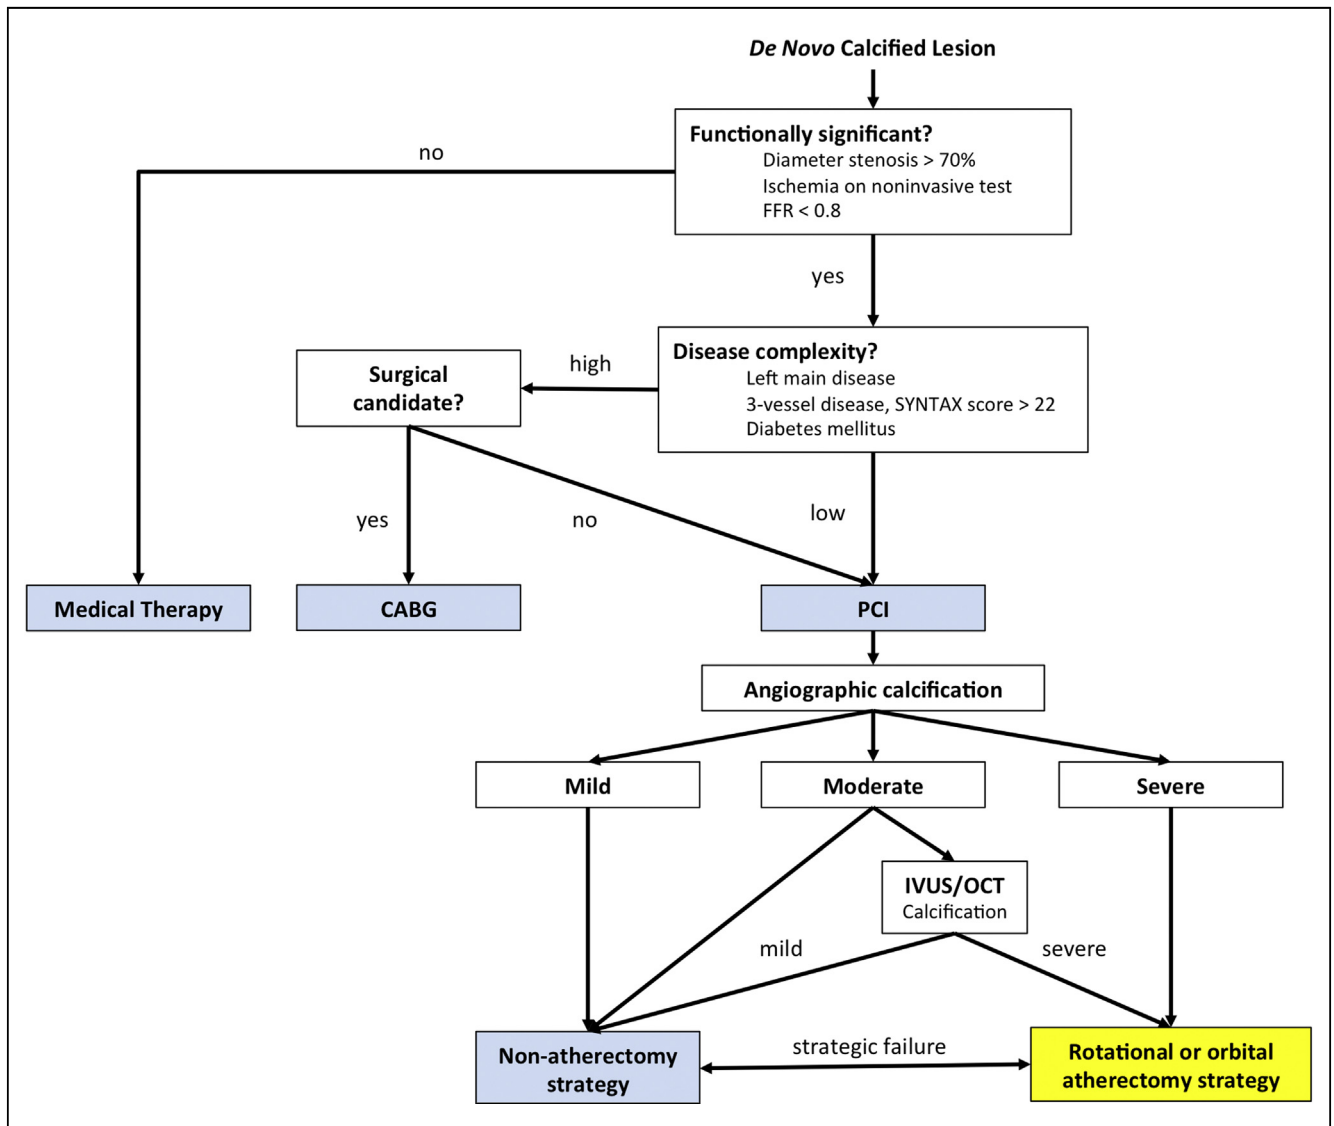 De Novo Calcified Lesion
Functionally significant?
Diameter stenosis > 70%
Ischemia on noninvasive test
FFR < 0.8
no
yes
Disease complexity?
Left main disease
3-vessel disease, SYNTAX score > 22
Diabetes mellitus
high
Surgical
candidate?
yes
no
low
Medical Therapy
CABG
PCI
Angiographic calcification
Mild
Moderate
Severe
IVUS/OCT
Calcification
mild
severe
Non-atherectomy
strategy
strategic failure
Rotational or orbital
atherectomy strategy